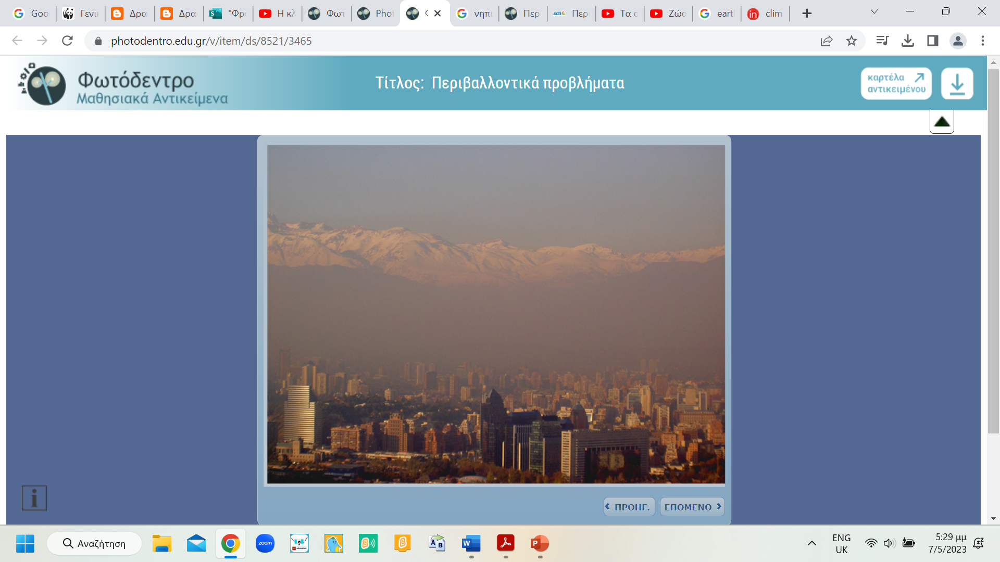 Goo
Γενι
Δρα
Δρα
"Φρ
Η κλ
Φωτ
Phot
νηπι
Περι
Περι
Τα
Ζώα
eart
clim
photodentro.edu.gr/v/item/ds/8521/3465
Φωτόδεντρο
Μαθησιακά Αντικείμενα
Τίτλος: Περιβαλλοντικά προβλήματα
καρτέλα
αντικειμένου
ΠΡΟΗΓ.
ΕΠΟΜΕΝΟ
Αναζήτηση
zoom
ENG
UK
5:29 μμ
7/5/2023